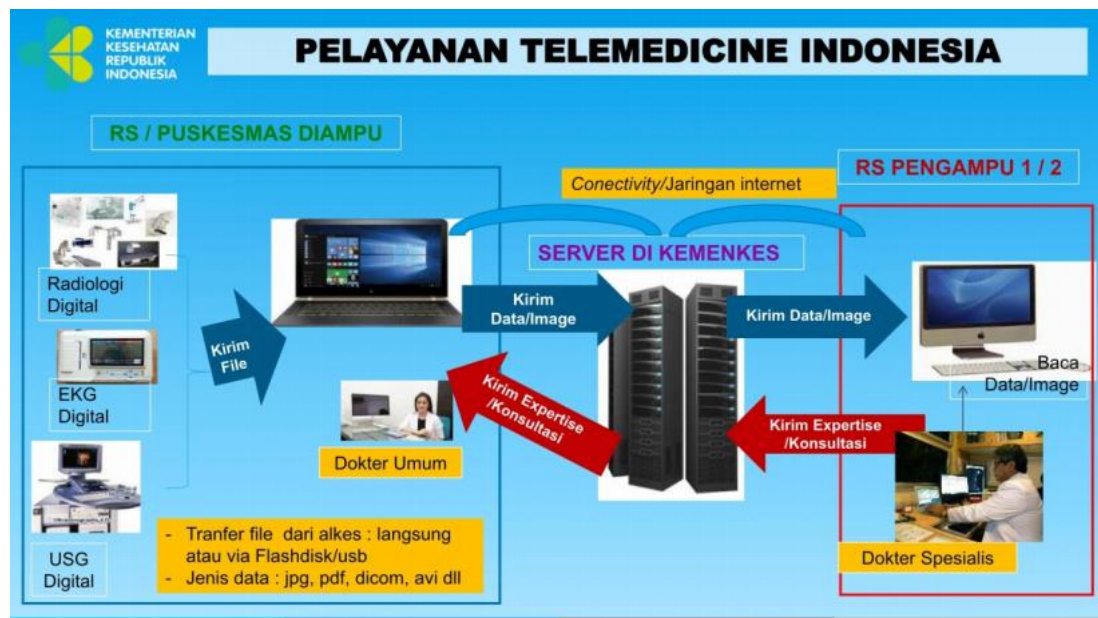 KEMENTERIAN
KESEHATAN
REPUBLIK
INDONESIA
PELAYANAN TELEMEDICINE INDONESIA
RS / PUSKESMAS DIAMPU
RS PENGAMPU 1 / 2
Conectivity/Jaringan internet
SERVER DI KEMENKES
Radiologi
Digital
Kirim
File
Kirim
Data/Image
Kirim Data/Image
Baca
Data/Image
EKG
Digital
Kirim Expertise
/Konsultasi
Kirim Expertise
/Konsultasi
Dokter Umum
Dokter Spesialis
USG
Digital
- Tranfer file dari alkes : langsung
atau via Flashdisk/usb
- Jenis data : jpg, pdf, dicom, avi dll